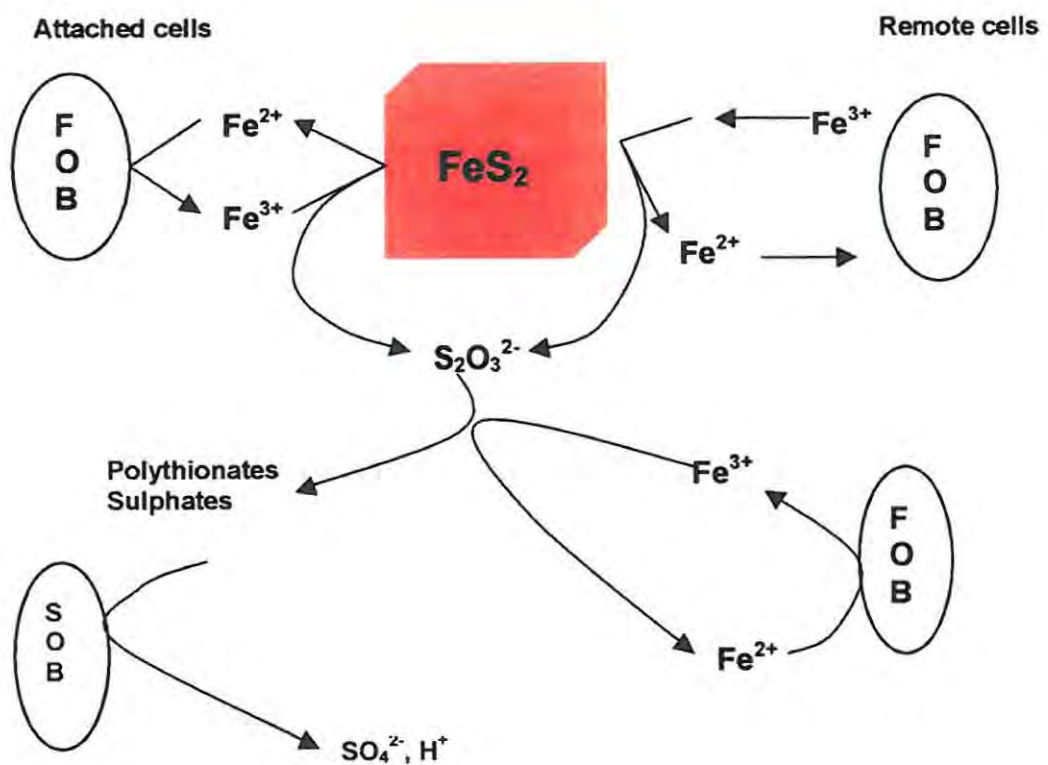 Attached cells
Remote cells
F
O
B
Fe²⁺
Fe³⁺
FeS₂
Fe³⁺
Fe²⁺
F
O
B
S₂O₃²⁻
Polythionates
Sulphates
Fe³⁺
Fe²⁺
F
O
B
S
O
B
SO₄²⁻, H⁺